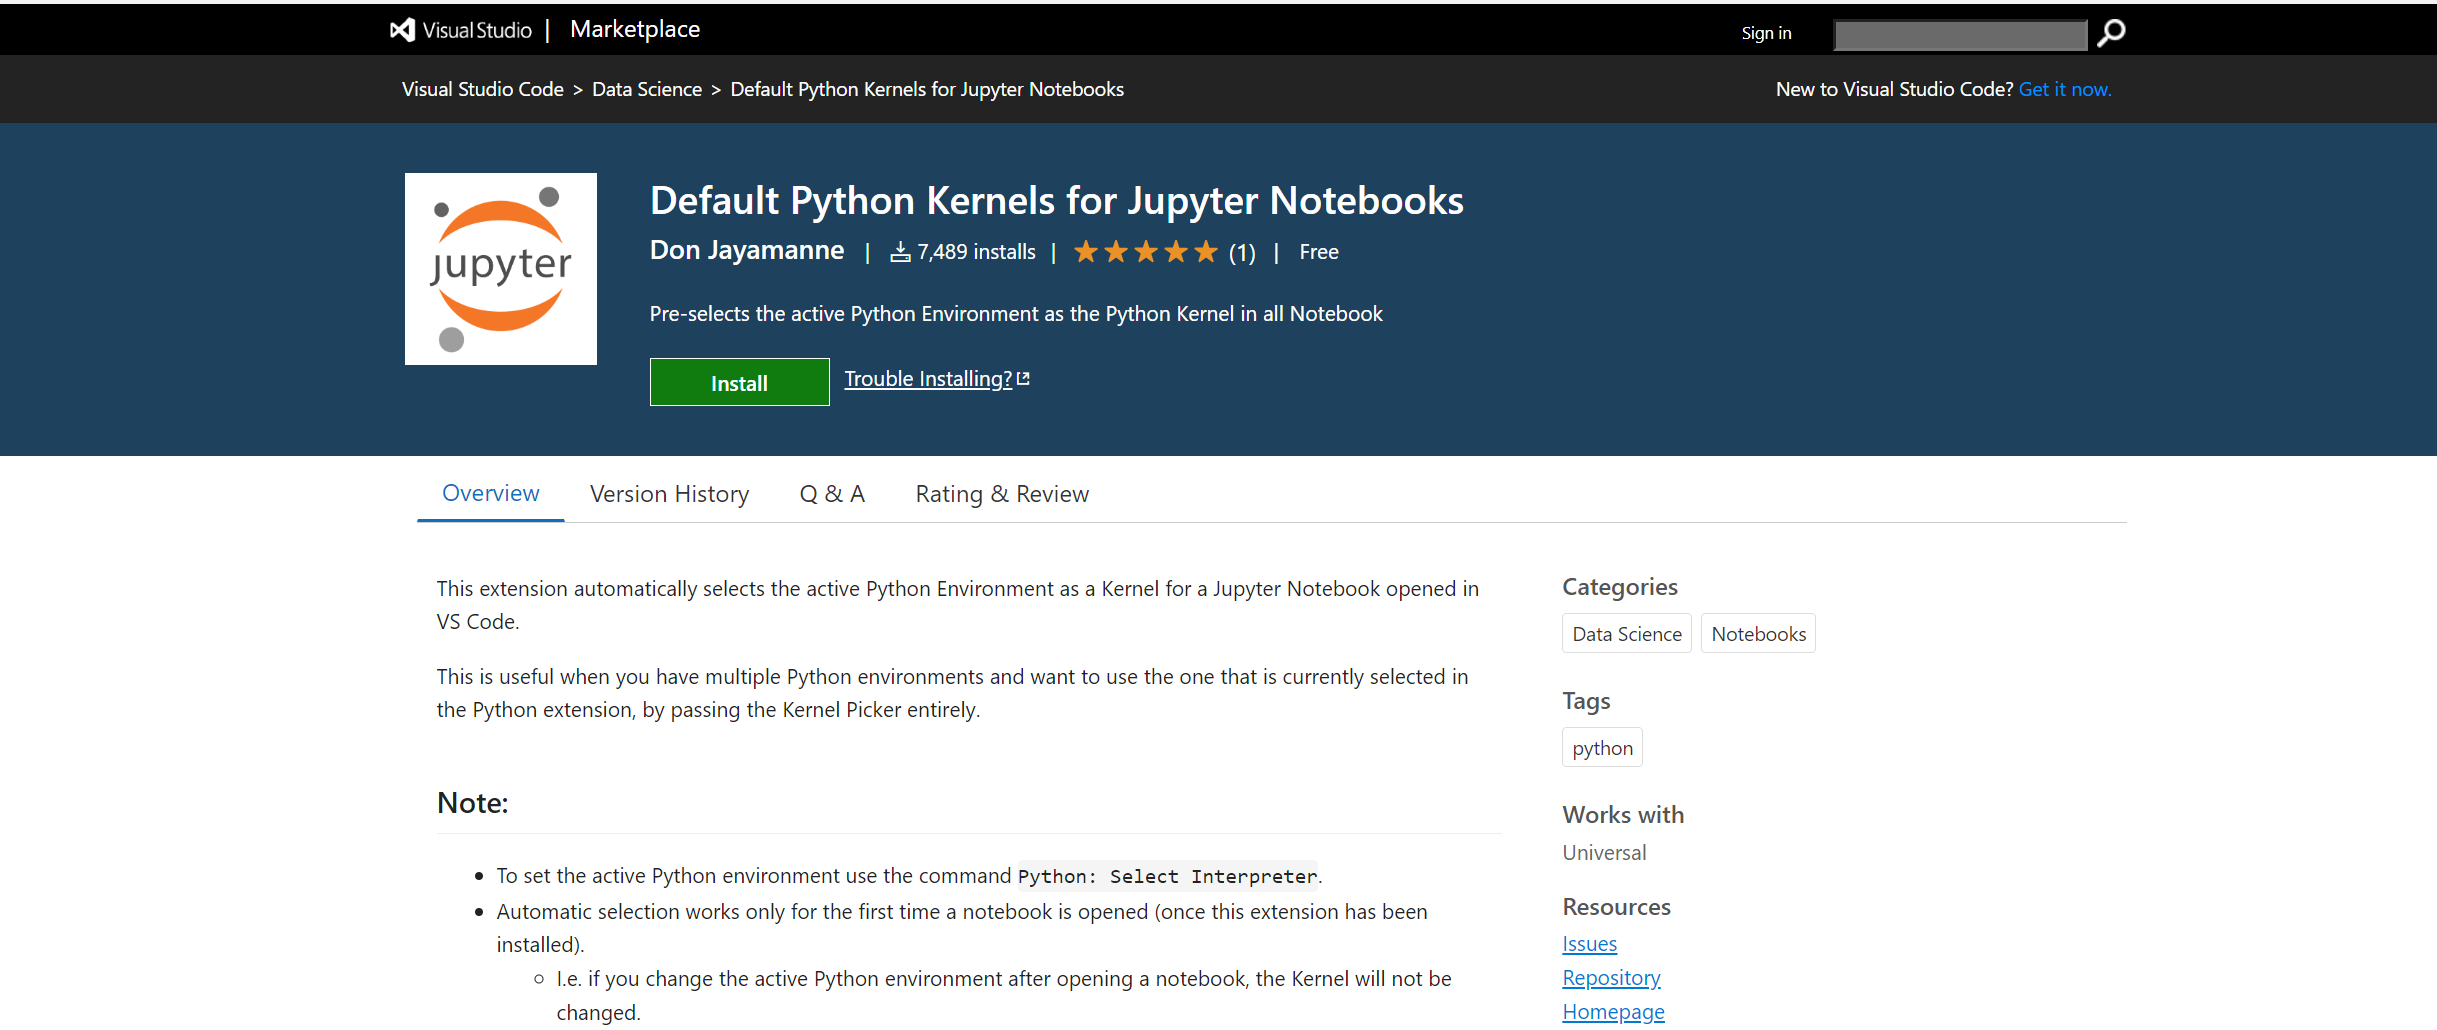 Visual Studio | Marketplace
Sign in
Visual Studio Code > Data Science > Default Python Kernels for Jupyter Notebooks
New to Visual Studio Code? Get it now.
jupyter
Default Python Kernels for Jupyter Notebooks
Don Jayamanne | 7,489 installs | (1) | Free
Pre-selects the active Python Environment as the Python Kernel in all Notebook
Install
Trouble Installing?
Overview
Version History
Q & A
Rating & Review
This extension automatically selects the active Python Environment as a Kernel for a Jupyter Notebook opened in
VS Code.
This is useful when you have multiple Python environments and want to use the one that is currently selected in
the Python extension, by passing the Kernel Picker entirely.
Note:
• To set the active Python environment use the command Python: Select Interpreter.
• Automatic selection works only for the first time a notebook is opened (once this extension has been
installed).
◦ I.e. if you change the active Python environment after opening a notebook, the Kernel will not be
changed.
Categories
Data Science
Notebooks
Tags
python
Works with
Universal
Resources
Issues
Repository
Homepage